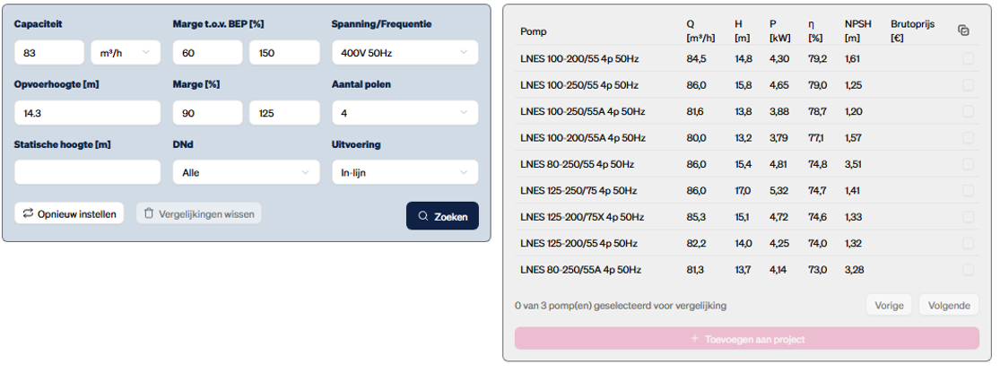 Capaciteit Marge t.o.v. BEP [%] Spanning/Frequentie
83 m³/h 60 150 400V 50Hz
Opvoerhoogte [m] Marge [%] Aantal polen
14.3 90 125 4
Statische hoogte [m] DNd Uitvoering
Alle In-lijn
Opnieuw instellen Vergelijkingen wissen Zoeken
Pomp Q [m³/h] H [m] P [kW] η [%] NPSH [m] Brutoprijs [€]
LNES 100-200/55 4p 50Hz 84,5 14,8 4,30 79,2 1,61
LNES 100-250/55 4p 50Hz 86,0 15,8 4,65 79,0 1,25
LNES 100-250/55A 4p 50Hz 81,6 13,8 3,88 78,7 1,20
LNES 100-200/55A 4p 50Hz 80,0 13,2 3,79 77,1 1,57
LNES 80-250/55 4p 50Hz 86,0 15,4 4,81 74,8 3,51
LNES 125-250/75 4p 50Hz 86,0 17,0 5,32 74,7 1,41
LNES 125-200/75X 4p 50Hz 85,3 15,1 4,72 74,6 1,33
LNES 125-200/55 4p 50Hz 82,2 14,0 4,25 74,0 1,32
LNES 80-250/55A 4p 50Hz 81,3 13,7 4,14 73,0 3,28
0 van 3 pomp(en) geselecteerd voor vergelijking Vorige Volgende
+ Toevoegen aan project